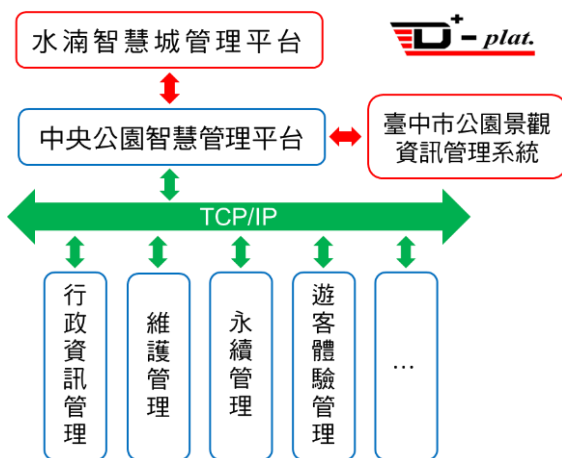 水湳智慧城管理平台
D+-plat.
中央公園智慧管理平台
臺中市公園景觀
資訊管理系統
TCP/IP
行政資訊管理
維護管理
永續管理
遊客體驗管理
…